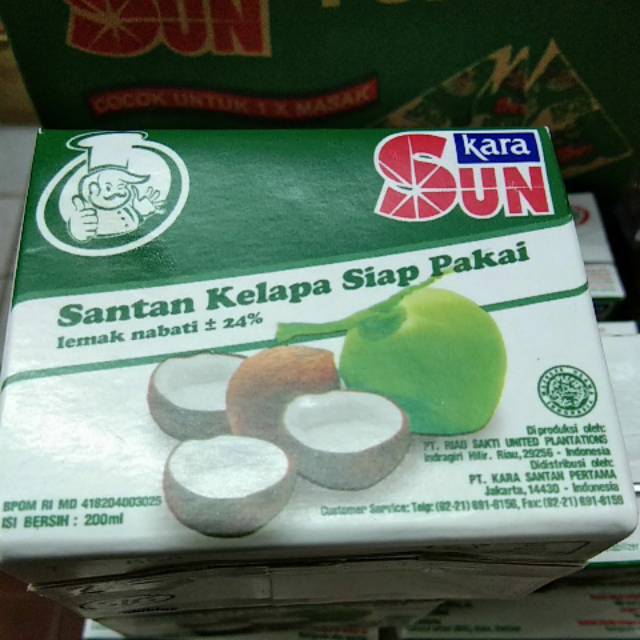 SUN
COCOK UNTUK 1 X MASAK
kara
SUN
Santan Kelapa Siap Pakai
lemak nabati ± 24%
Diproduksi oleh:
PT. RIAU SAKTI UNITED PLANTATIONS
Indragiri Hilir, Riau, 29255 - Indonesia
Didistribusi oleh:
PT. KARA SANTAN PERTAMA
Jakarta, 14430 - Indonesia
Customer Service: Telp: (62-21) 691-8156, Fax: (62-21) 691-8155
BPOM RI MD 418204003025
ISI BERSIH : 200ml